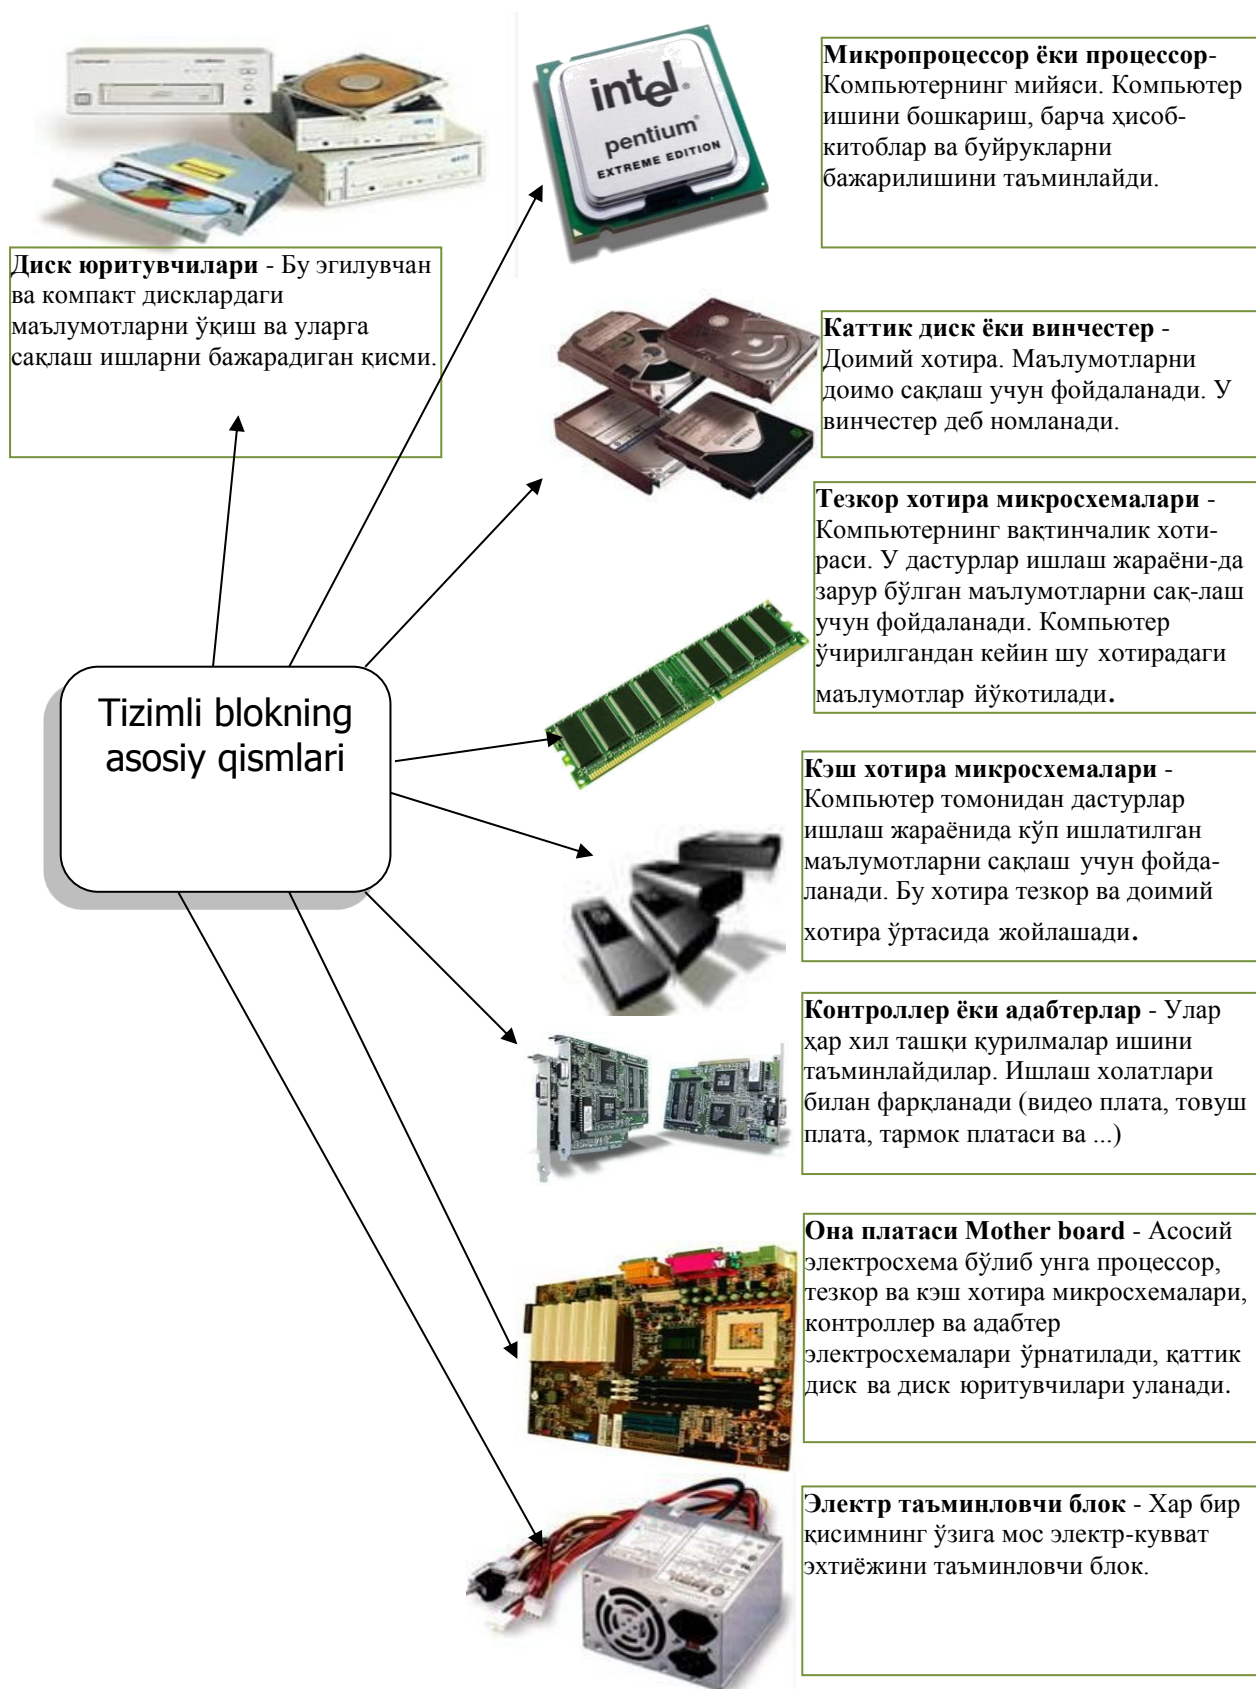 intel®
pentium®
EXTREME EDITION
Микропроцессор ёки процессор-
Компьютернинг мийяси. Компьютер
ишини бошкариш, барча ҳисоб-
китоблар ва буйрукларни
бажарилишини таъминлайди.
Диск юритувчилари - Бу эгилувчан
ва компакт дисклардаги
маълумотларни ўқиш ва уларга
сақлаш ишларни бажарадиган қисми.
Каттик диск ёки винчестер -
Доимий хотира. Маълумотларни
доимо сақлаш учун фойдаланади. У
винчестер деб номланади.
Тезкор хотира микросхемалари -
Компьютернинг вақтинчалик хоти-
раси. У дастурлар ишлаш жараёни-да
зарур бўлган маълумотларни сақ-лаш
учун фойдаланади. Компьютер
ўчирилгандан кейин шу хотирадаги
маълумотлар йўкотилади.
Tizimli blokning
asosiy qismlari
Кэш хотира микросхемалари -
Компьютер томонидан дастурлар
ишлаш жараёнида кўп ишлатилган
маълумотларни сақлаш учун фойда-
ланади. Бу хотира тезкор ва доимий
хотира ўртасида жойлашади.
Контроллер ёки адабтерлар - Улар
ҳар хил ташқи қурилмалар ишини
таъминлайдилар. Ишлаш холатлари
билан фарқланади (видео плата, товуш
плата, тармок платаси ва ...)
Она платаси Mother board - Асосий
электросхема бўлиб унга процессор,
тезкор ва кэш хотира микросхемалари,
контроллер ва адабтер
электросхемалари ўрнатилади, қаттик
диск ва диск юритувчилари уланади.
Электр таъминловчи блок - Хар бир
қисимнинг ўзига мос электр-кувват
эхтиёжини таъминловчи блок.